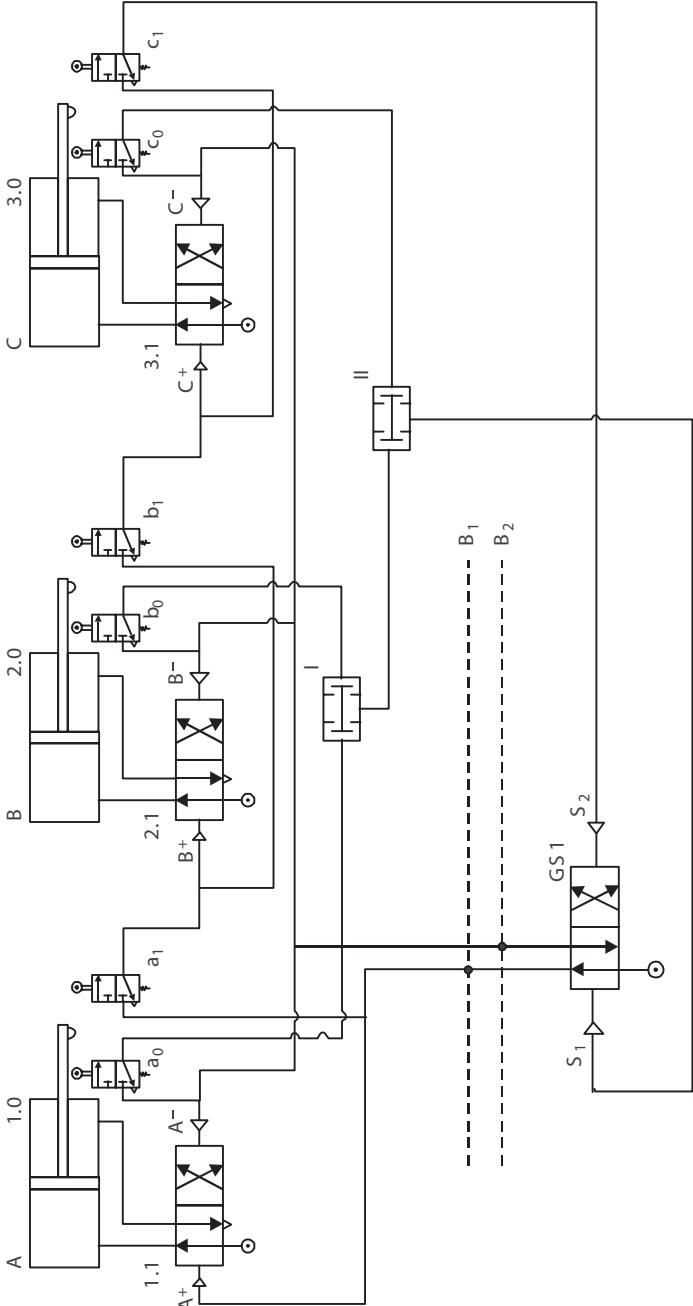 A
1.0
B
2.0
C
3.0
a₀
a₁
b₀
b₁
c₀
c₁
1.1
A⁺
A⁻
2.1
B⁺
B⁻
3.1
C⁺
C⁻
I
II
B₁
B₂
GS1
S₁
S₂